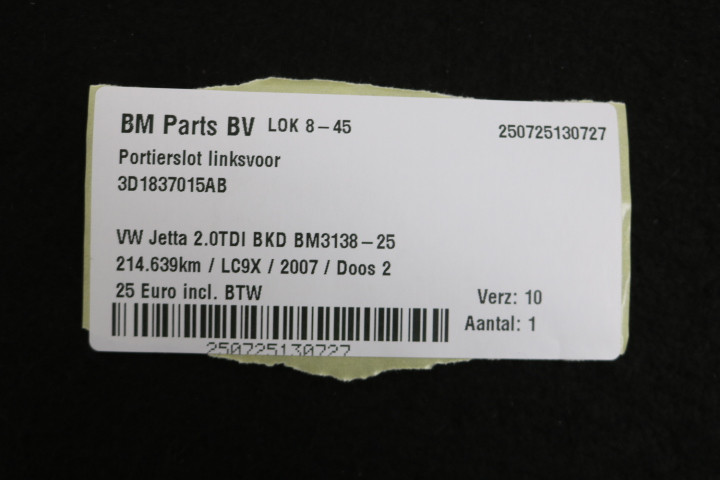 BM Parts BV LOK 8-45
250725130727
Portierslot linksvoor
3D1837015AB
VW Jetta 2.0TDI BKD BM3138-25
214.639km / LC9X / 2007 / Doos 2
25 Euro incl. BTW
Verz: 10
Aantal: 1
250725130727